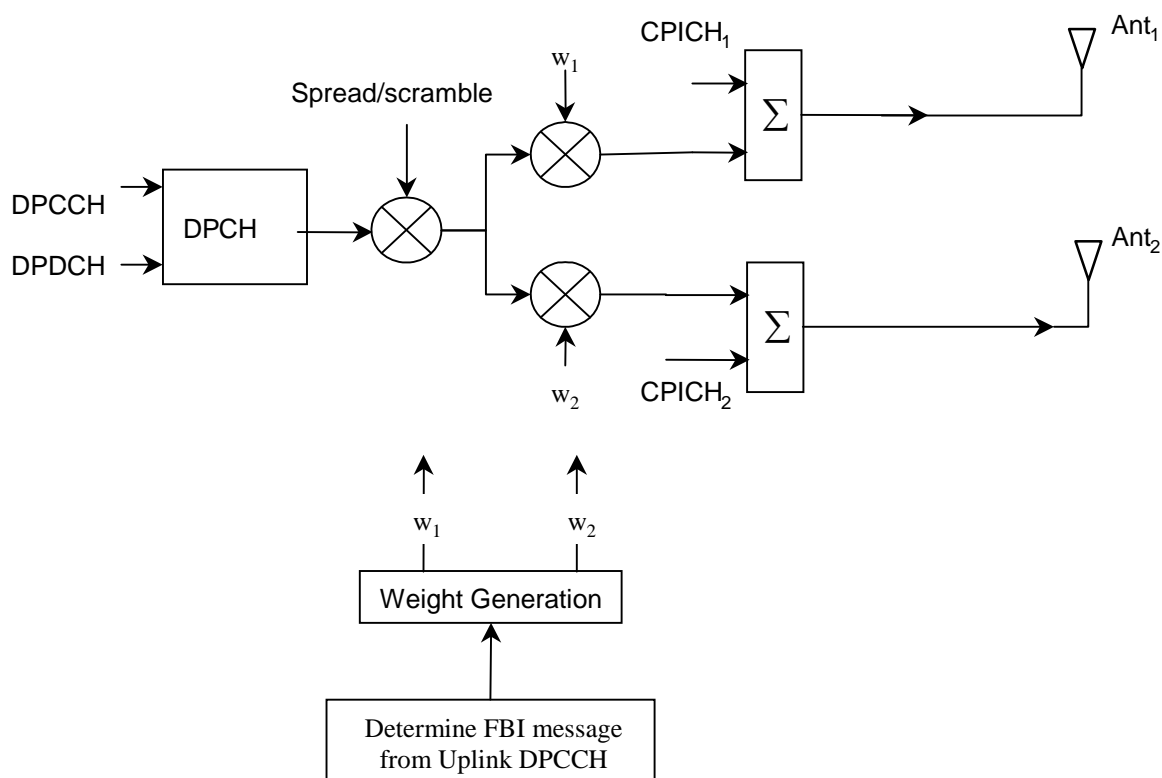 CPICH₁
Ant₁
w₁
Spread/scramble
Σ
DPCCH
DPCH
DPDCH
Ant₂
Σ
CPICH₂
w₂
w₁
w₂
Weight Generation
Determine FBI message
from Uplink DPCCH